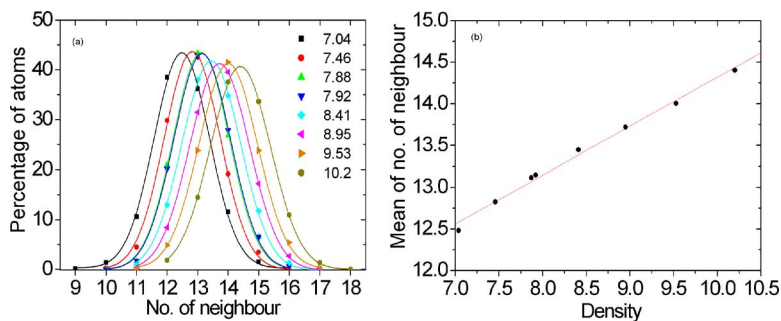 (a)
50
40
30
20
10
0
Percentage of atoms
9 10 11 12 13 14 15 16 17 18
No. of neighbour
7.04
7.46
7.88
7.92
8.41
8.95
9.53
10.2
(b)
15.0
14.5
14.0
13.5
13.0
12.5
12.0
Mean of no. of neighbour
7.0 7.5 8.0 8.5 9.0 9.5 10.0 10.5
Density